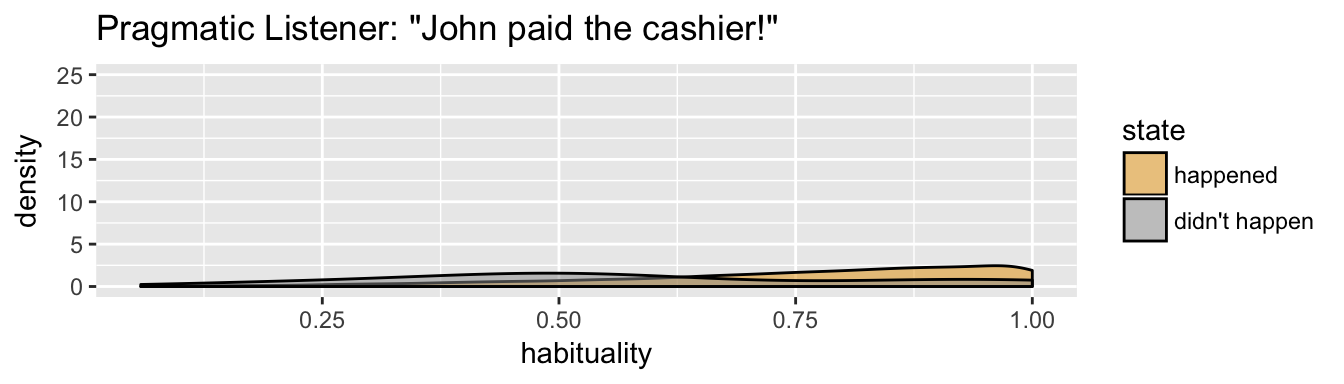 Pragmatic Listener: "John paid the cashier!"
25
20
15
10
5
0
density
0.25 0.50 0.75 1.00
habituality
state
happened
didn't happen